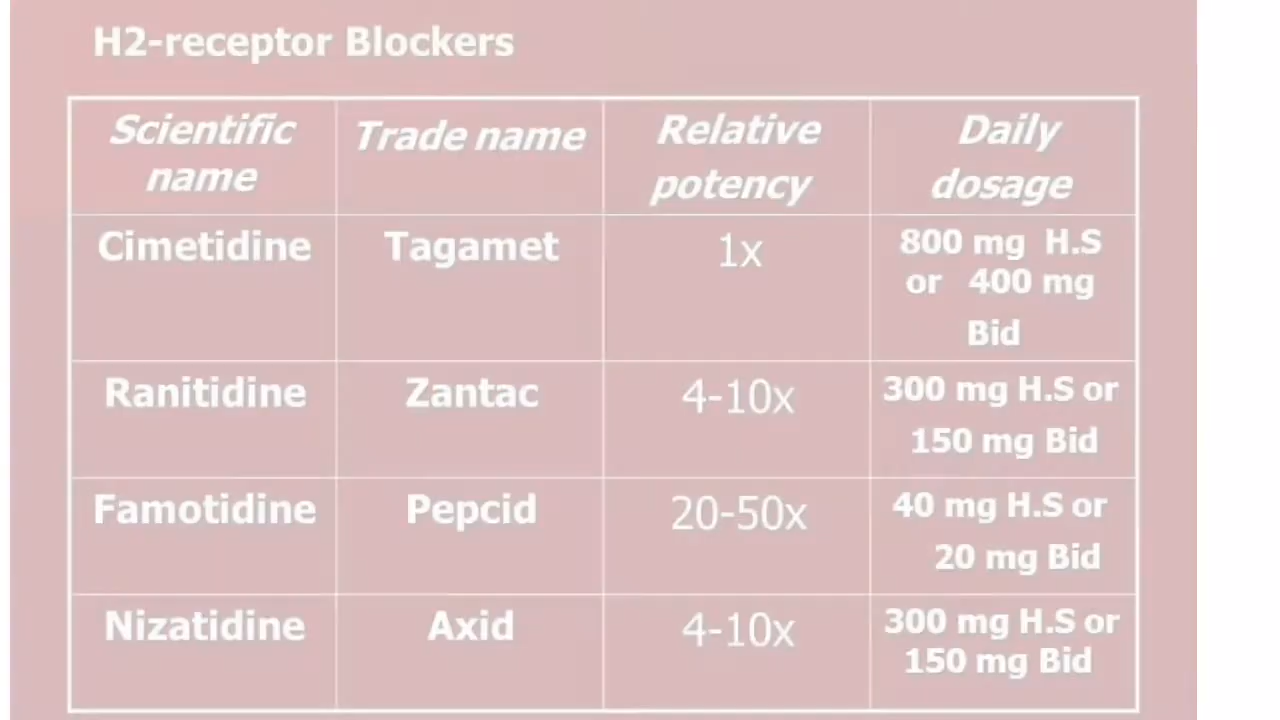 H2-receptor Blockers
Scientific name
Trade name
Relative potency
Daily dosage
Cimetidine
Tagamet
1x
800 mg H.S
or 400 mg
Bid
Ranitidine
Zantac
4-10x
300 mg H.S or
150 mg Bid
Famotidine
Pepcid
20-50x
40 mg H.S or
20 mg Bid
Nizatidine
Axid
4-10x
300 mg H.S or
150 mg Bid